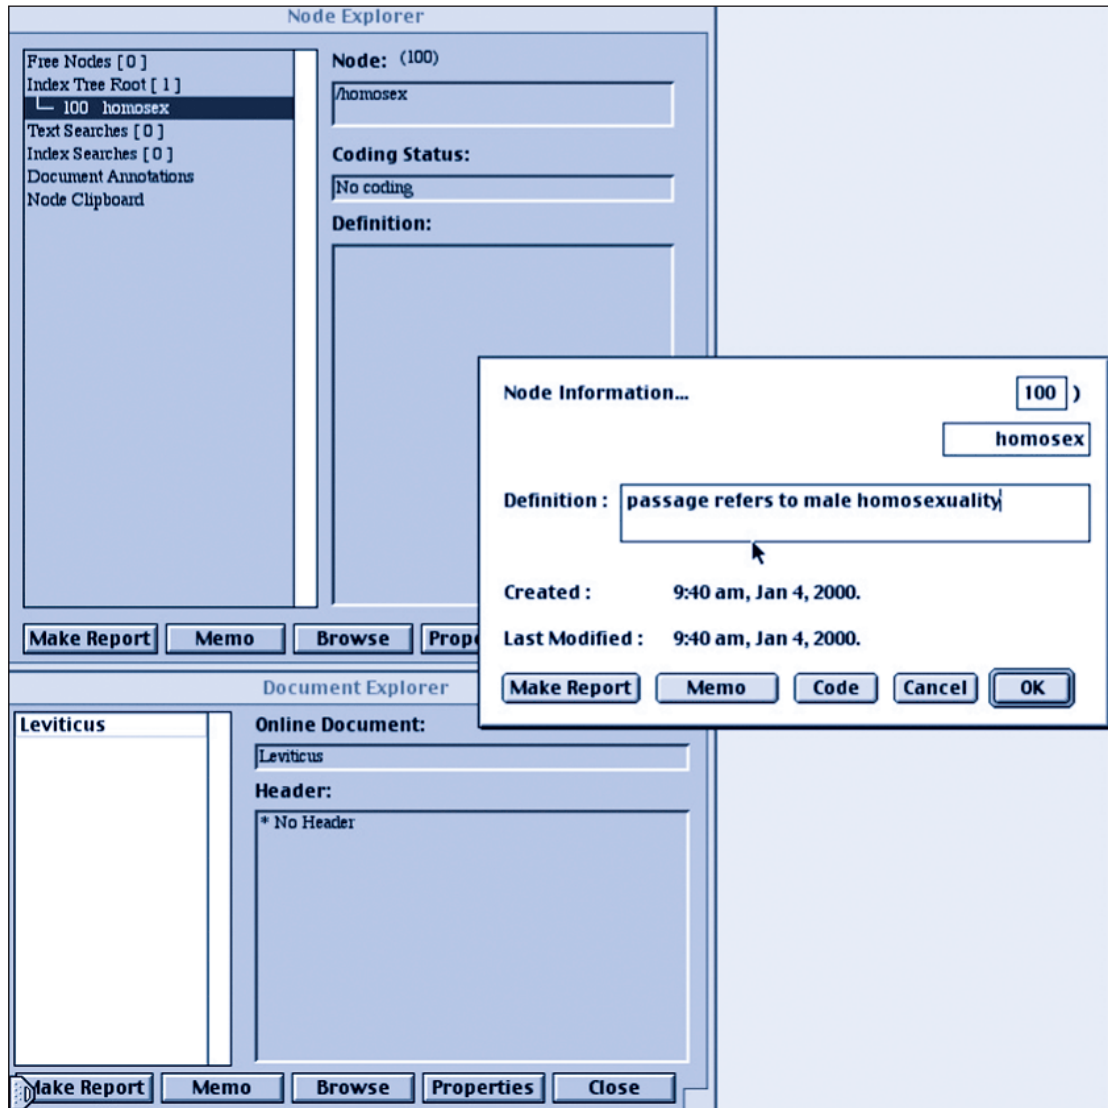 Node Explorer
Free Nodes [ 0 ]
Index Tree Root [ 1 ]
100 homosex
Text Searches [ 0 ]
Index Searches [ 0 ]
Document Annotations
Node Clipboard
Node: (100)
/homosex
Coding Status:
No coding
Definition:
Make Report Memo Browse
Node Information... 100 )
homosex
Definition : passage refers to male homosexuality
Created : 9:40 am, Jan 4, 2000.
Last Modified : 9:40 am, Jan 4, 2000.
Make Report Memo Code Cancel OK
Document Explorer
Leviticus
Online Document:
Leviticus
Header:
* No Header
Make Report Memo Browse Properties Close